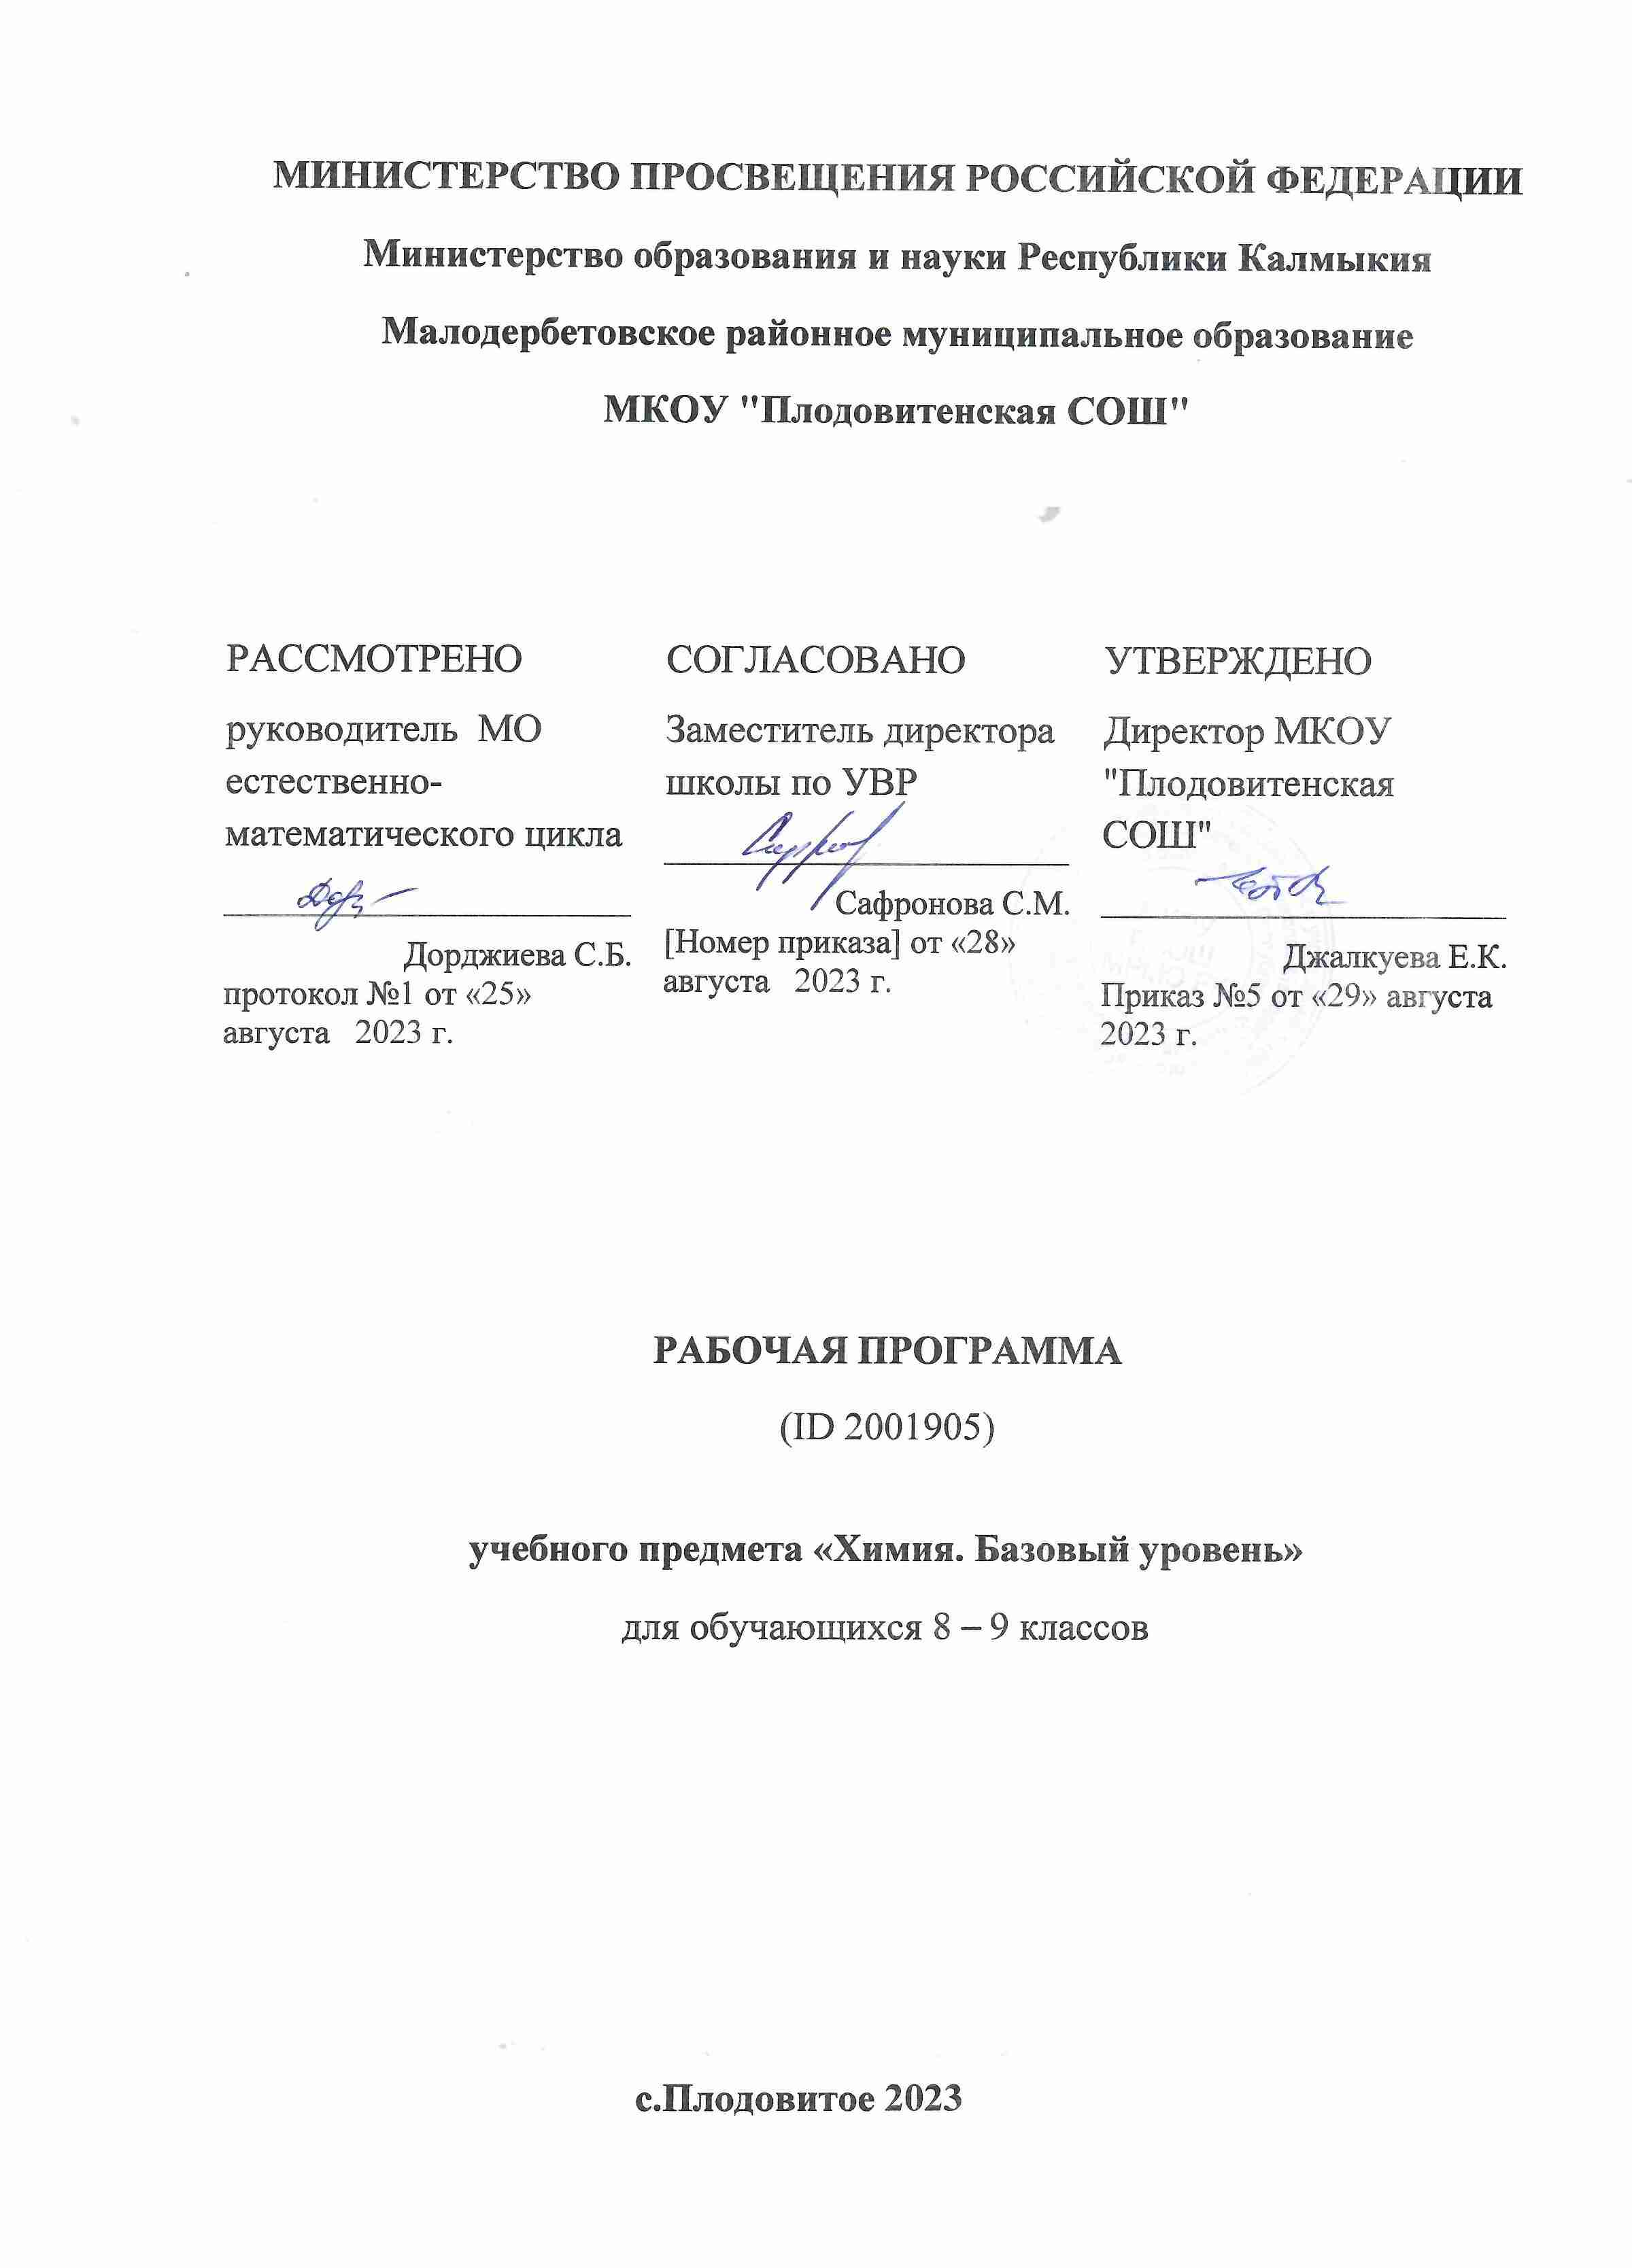 МИНИСТЕРСТВО ПРОСВЕЩЕНИЯ РОССИЙСКОЙ ФЕДЕРАЦИИ
Министерство образования и науки Республики Калмыкия
Малодербетовское районное муниципальное образование
МКОУ "Плодовитенская СОШ"
РАССМОТРЕНО
руководитель МО
естественно-
математического цикла
Дорджиева С.Б.
протокол №1 от «25»
августа 2023 г.
СОГЛАСОВАНО
Заместитель директора
школы по УВР
Сафронова С.М.
[Номер приказа] от «28»
августа 2023 г.
УТВЕРЖДЕНО
Директор МКОУ
"Плодовитенская
СОШ"
Джалкуева Е.К.
Приказ №5 от «29» августа
2023 г.
РАБОЧАЯ ПРОГРАММА
(ID 2001905)
учебного предмета «Химия. Базовый уровень»
для обучающихся 8 – 9 классов
с.Плодовитое 2023